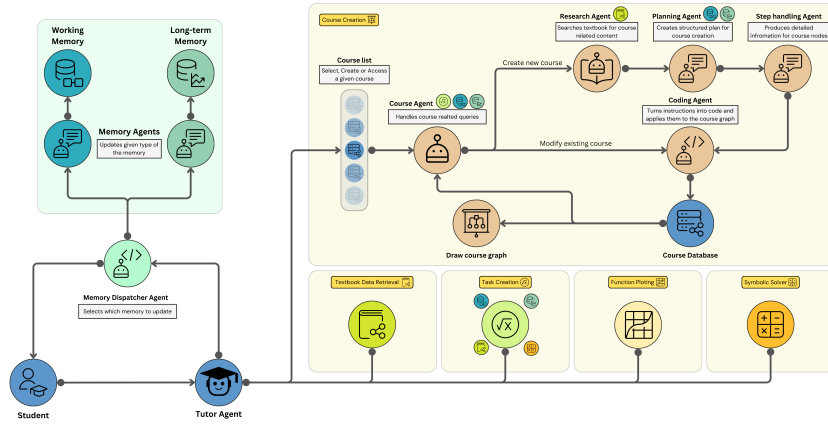 Working
Memory
Long-term
Memory
Memory Agents
Updates given type of
the memory
Memory Dispatcher Agent
Selects which memory to update
Student
Tutor Agent
Course Creation
Course list
Select, Create or Access
a given course
Course Agent
Handles course realted queries
Create new course
Modify existing course
Research Agent
Searches textbook for course
related content
Planning Agent
Creates structured plan for
course creation
Step handling Agent
Produces detailed
infromation for course nodes
Coding Agent
Turns instructions into code and
applies them to the course graph
Draw course graph
Course Database
Textbook Data Retrieval
Task Creation
Function Ploting
Symbolic Solver